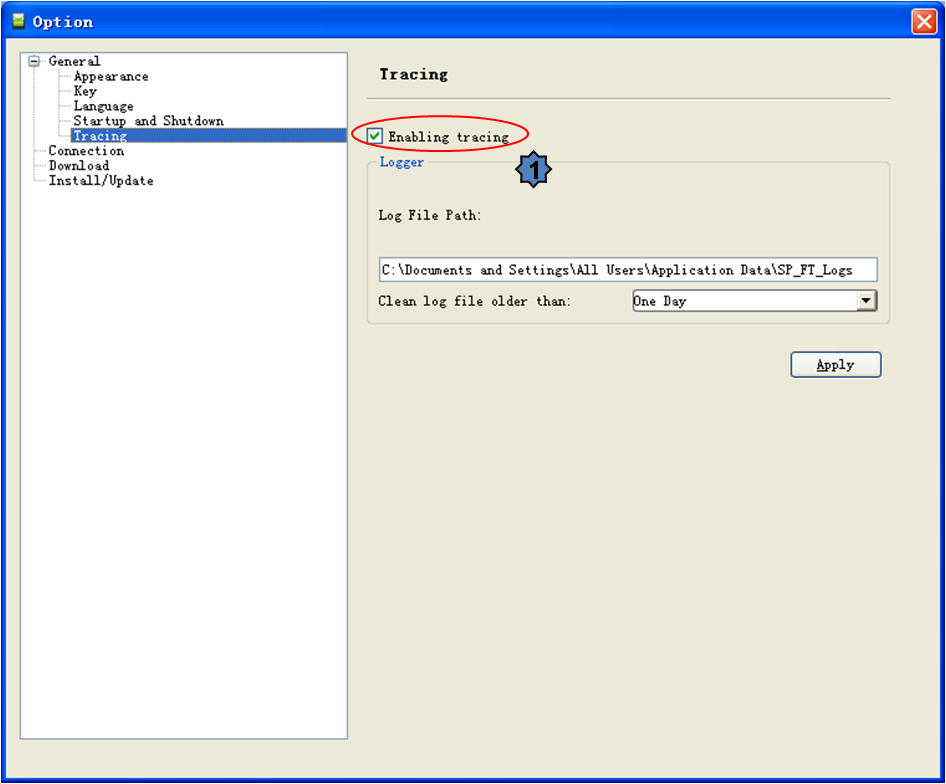 Option
General
Appearance
Key
Language
Startup and Shutdown
Tracing
Connection
Download
Install/Update
Tracing
Enabling tracing
1
Logger
Log File Path:
C:\Documents and Settings\All Users\Application Data\SP_FT_Logs
Clean log file older than:
One Day
Apply